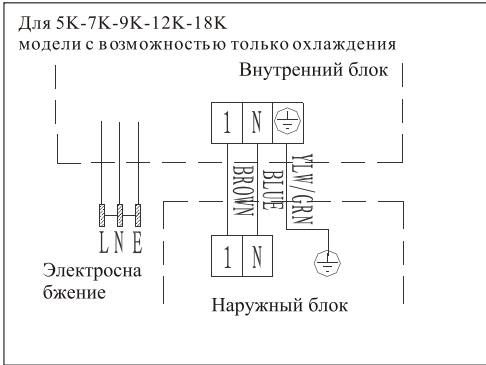 Для 5K-7K-9K-12K-18K
модели с возможностью только охлаждения
Внутренний блок
1 N
BROWN
BLUE
YLW/GRN
L N E
1 N
Электросна
бжение
Наружный блок